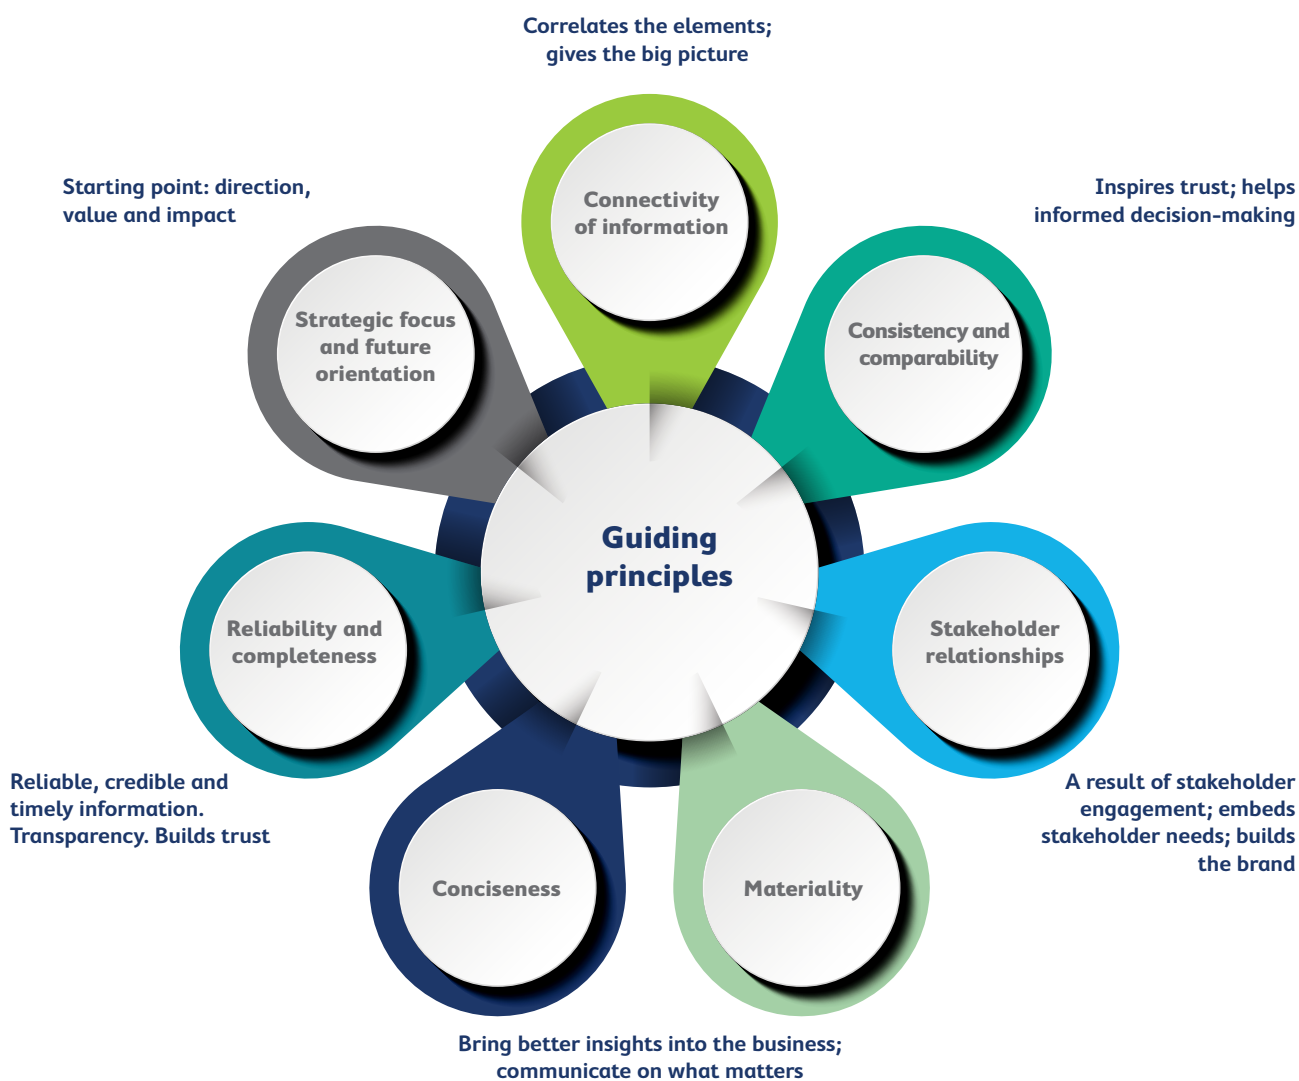 Correlates the elements;
gives the big picture
Starting point: direction,
value and impact
Inspires trust; helps
informed decision-making
Connectivity
of information
Strategic focus
and future
orientation
Consistency and
comparability
Guiding
principles
Reliability and
completeness
Stakeholder
relationships
Reliable, credible and
timely information.
Transparency. Builds trust
A result of stakeholder
engagement; embeds
stakeholder needs; builds
the brand
Conciseness
Materiality
Bring better insights into the business;
communicate on what matters